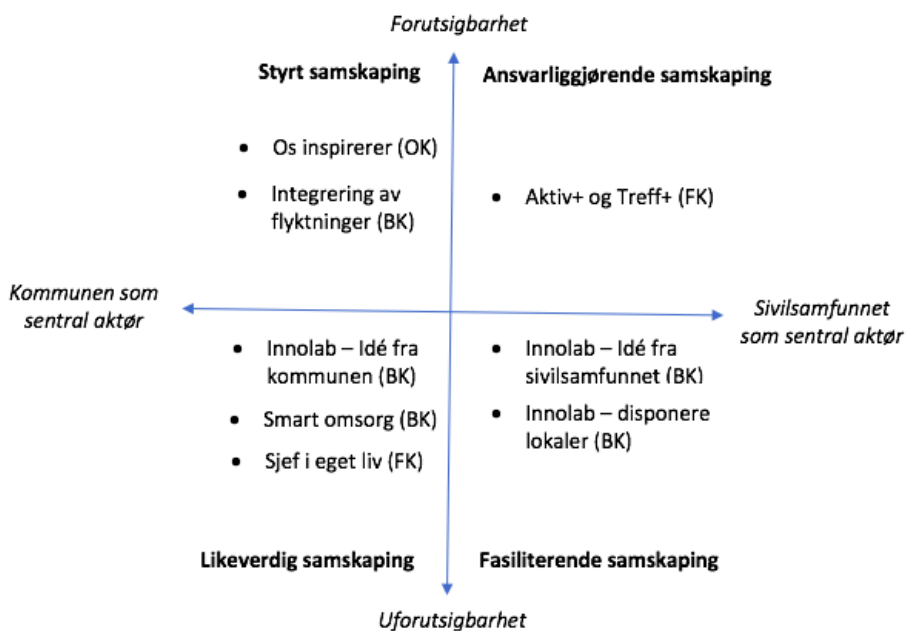 Forutsigbarhet
Styrt samskaping
Ansvarliggjørende samskaping
• Os inspirerer (OK)
• Integrering av
flyktninger (BK)
• Aktiv+ og Treff+ (FK)
Kommunen som
sentral aktør
Sivilsamfunnet
som sentral aktør
• Innolab – Idé fra
kommunen (BK)
• Smart omsorg (BK)
• Sjef i eget liv (FK)
• Innolab – Idé fra
sivilsamfunnet (BK)
• Innolab – disponere
lokaler (BK)
Likeverdig samskaping
Fasiliterende samskaping
Uforutsigbarhet